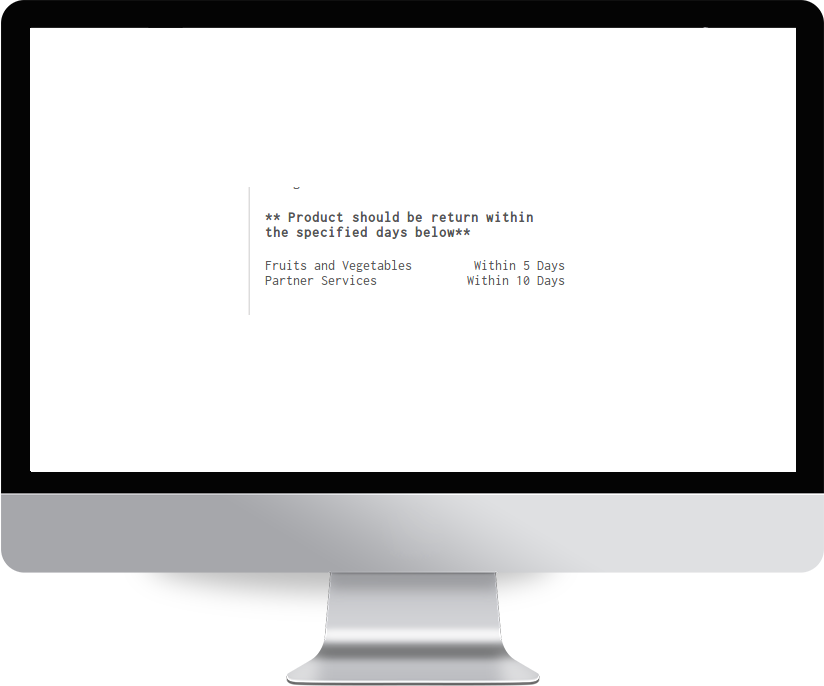 ** Product should be return within
the specified days below**
Fruits and Vegetables Within 5 Days
Partner Services Within 10 Days